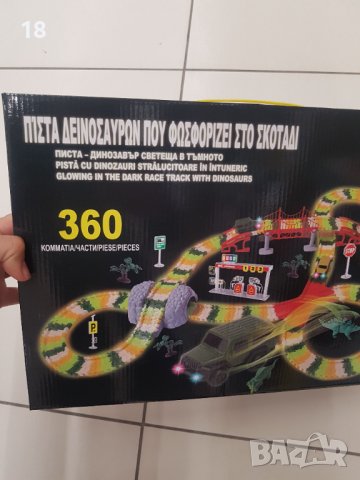 18
ΠΙΣΤΑ ΔΕΙΝΟΣΑΥΡΩΝ ΠΟΥ ΦΩΣΦΟΡΙΖΕΙ ΣΤΟ ΣΚΟΤΑΔΙ
ПИСТА - ДИНОЗАВЪР СВЕТЕЩА В ТЪМНОТО
PISTĂ CU DINOZAURI STRĂLUCITOARE ÎN ÎNTUNERIC
GLOWING IN THE DARK RACE TRACK WITH DINOSAURS
360
ΚΟΜΜΑΤΙΑ/ЧАСТИ/PIESE/PIECES
P
BAZAR
bg